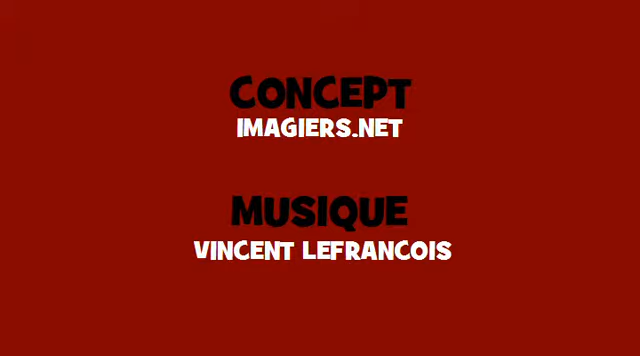 CONCEPT
IMAGIERS.NET
MUSIQUE
VINCENT LEFRANCOIS